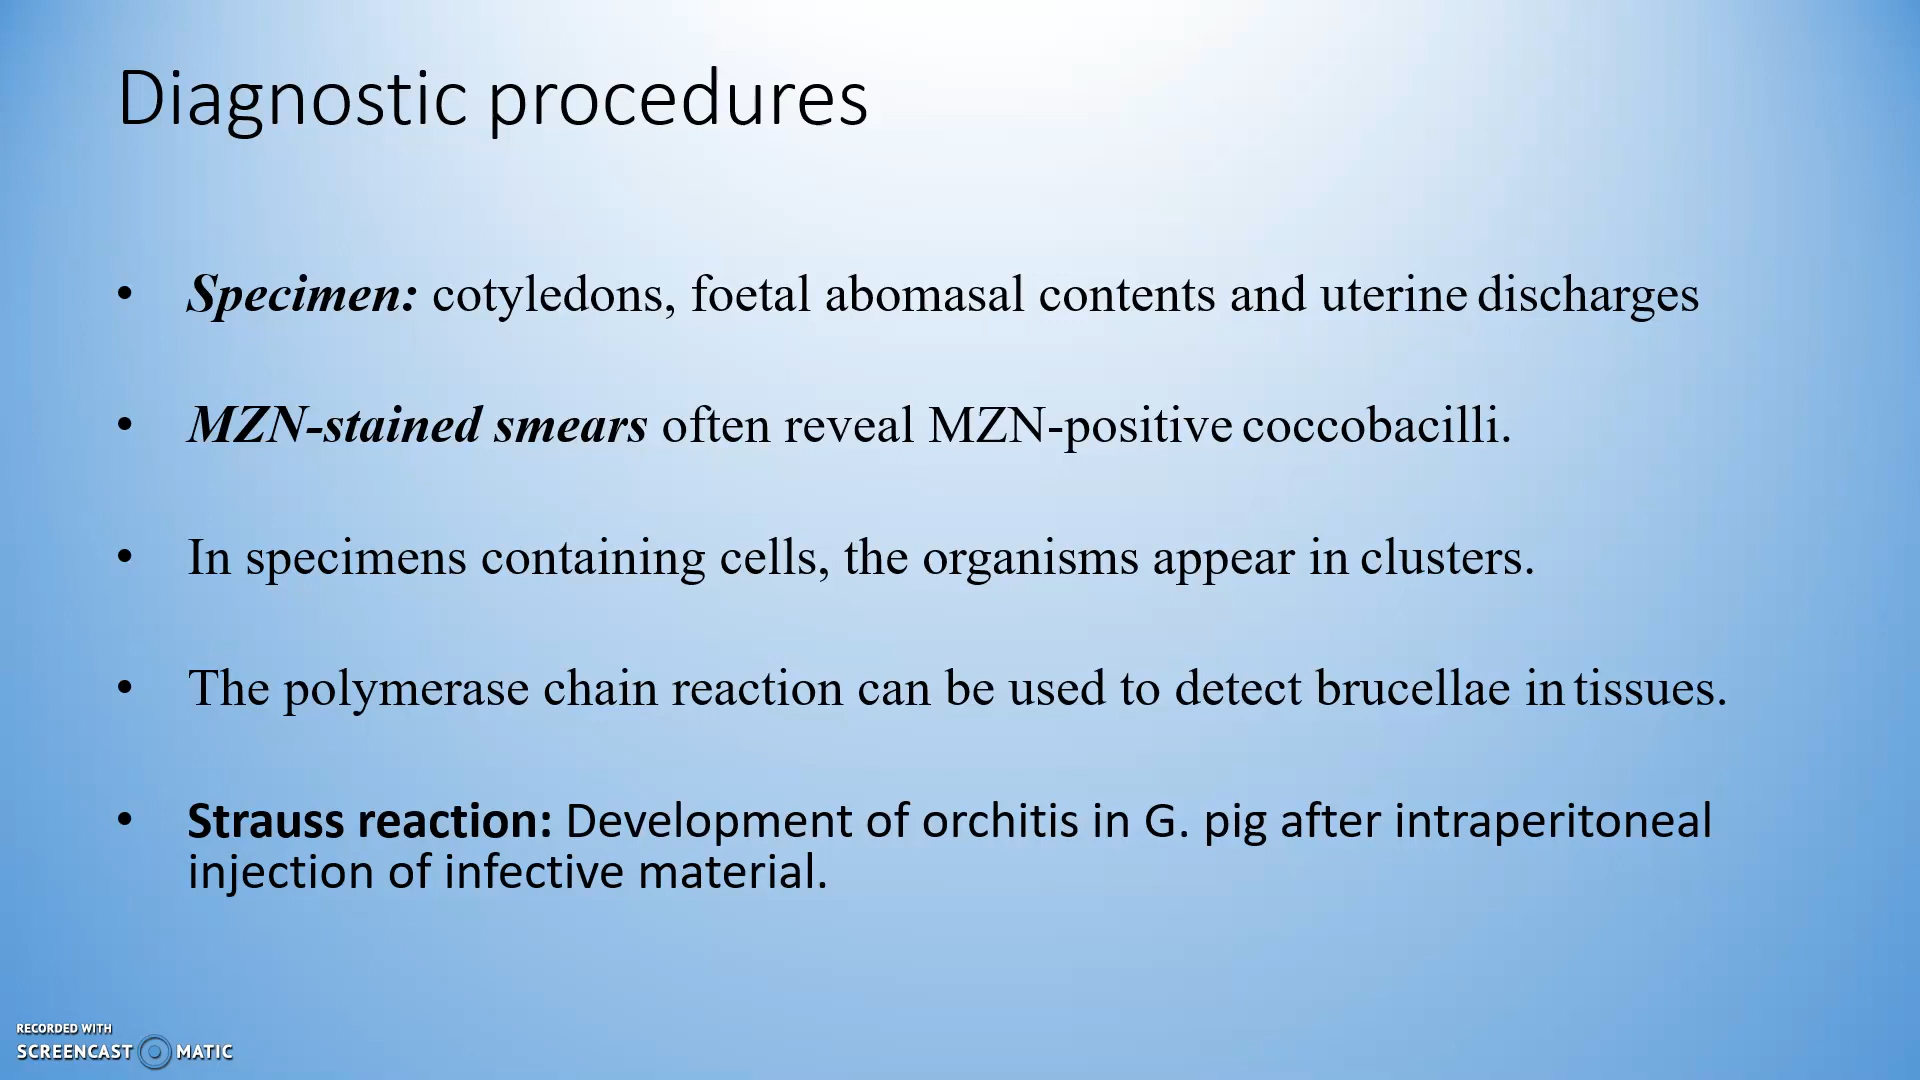 Diagnostic procedures
• Specimen: cotyledons, foetal abomasal contents and uterine discharges
• MZN-stained smears often reveal MZN-positive coccobacilli.
• In specimens containing cells, the organisms appear in clusters.
• The polymerase chain reaction can be used to detect brucellae in tissues.
• Strauss reaction: Development of orchitis in G. pig after intraperitoneal
injection of infective material.
RECORDED WITH
SCREENCAST MATIC